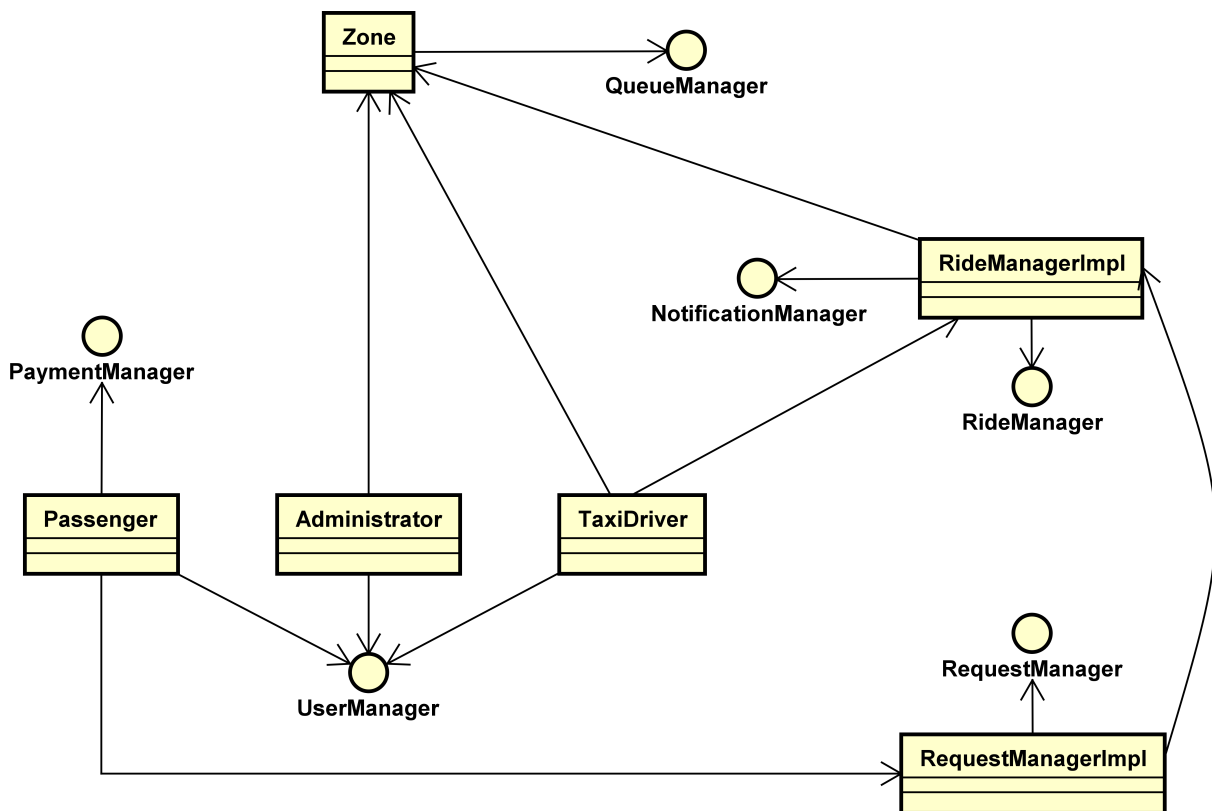 Zone
QueueManager
RideManagerImpl
NotificationManager
PaymentManager
RideManager
Passenger
Administrator
TaxiDriver
RequestManager
UserManager
RequestManagerImpl